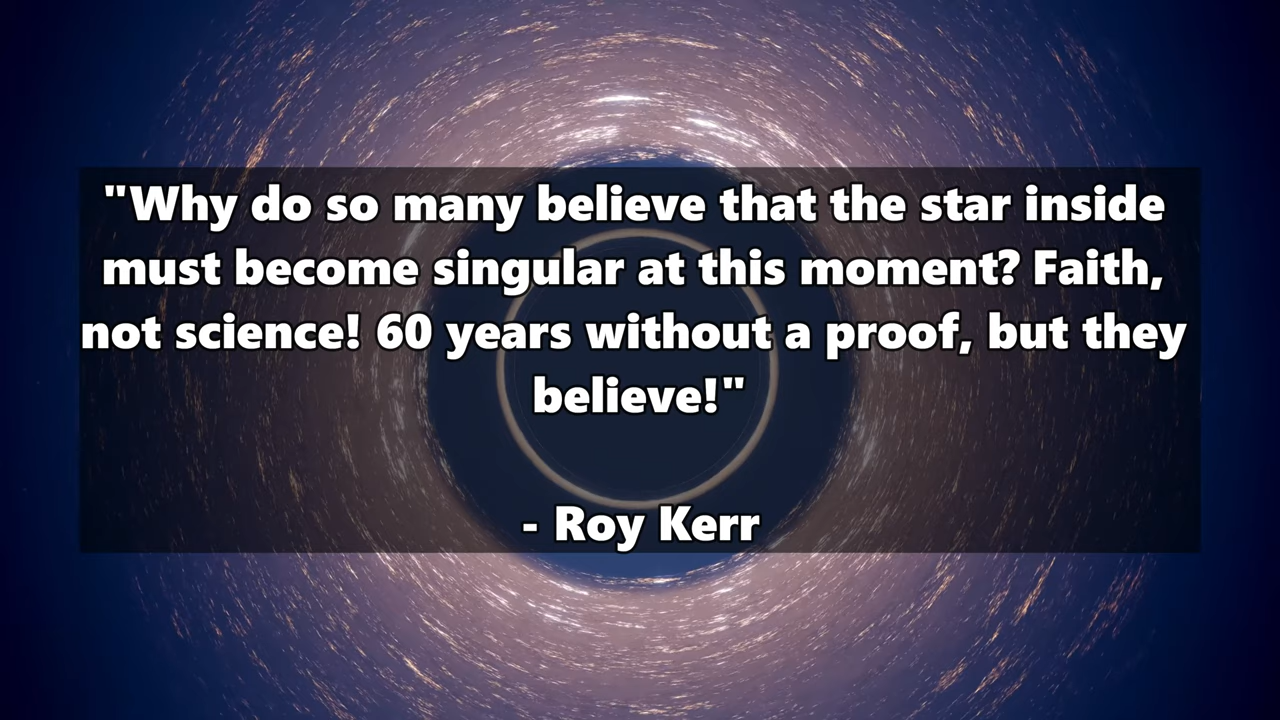 "Why do so many believe that the star inside
must become singular at this moment? Faith,
not science! 60 years without a proof, but they
believe!"
- Roy Kerr